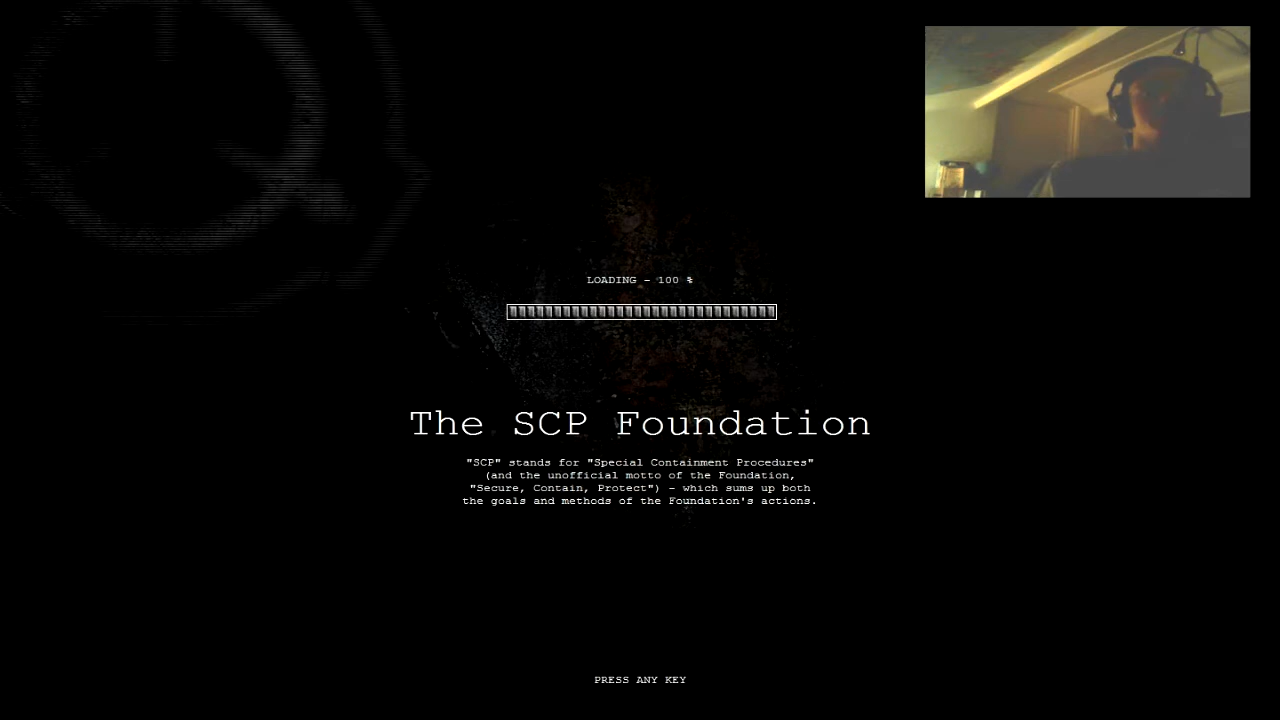 LOADING - 100 %
The SCP Foundation
"SCP" stands for "Special Containment Procedures"
(and the unofficial motto of the Foundation,
"Secure, Contain, Protect") - which sums up both
the goals and methods of the Foundation's actions.
PRESS ANY KEY